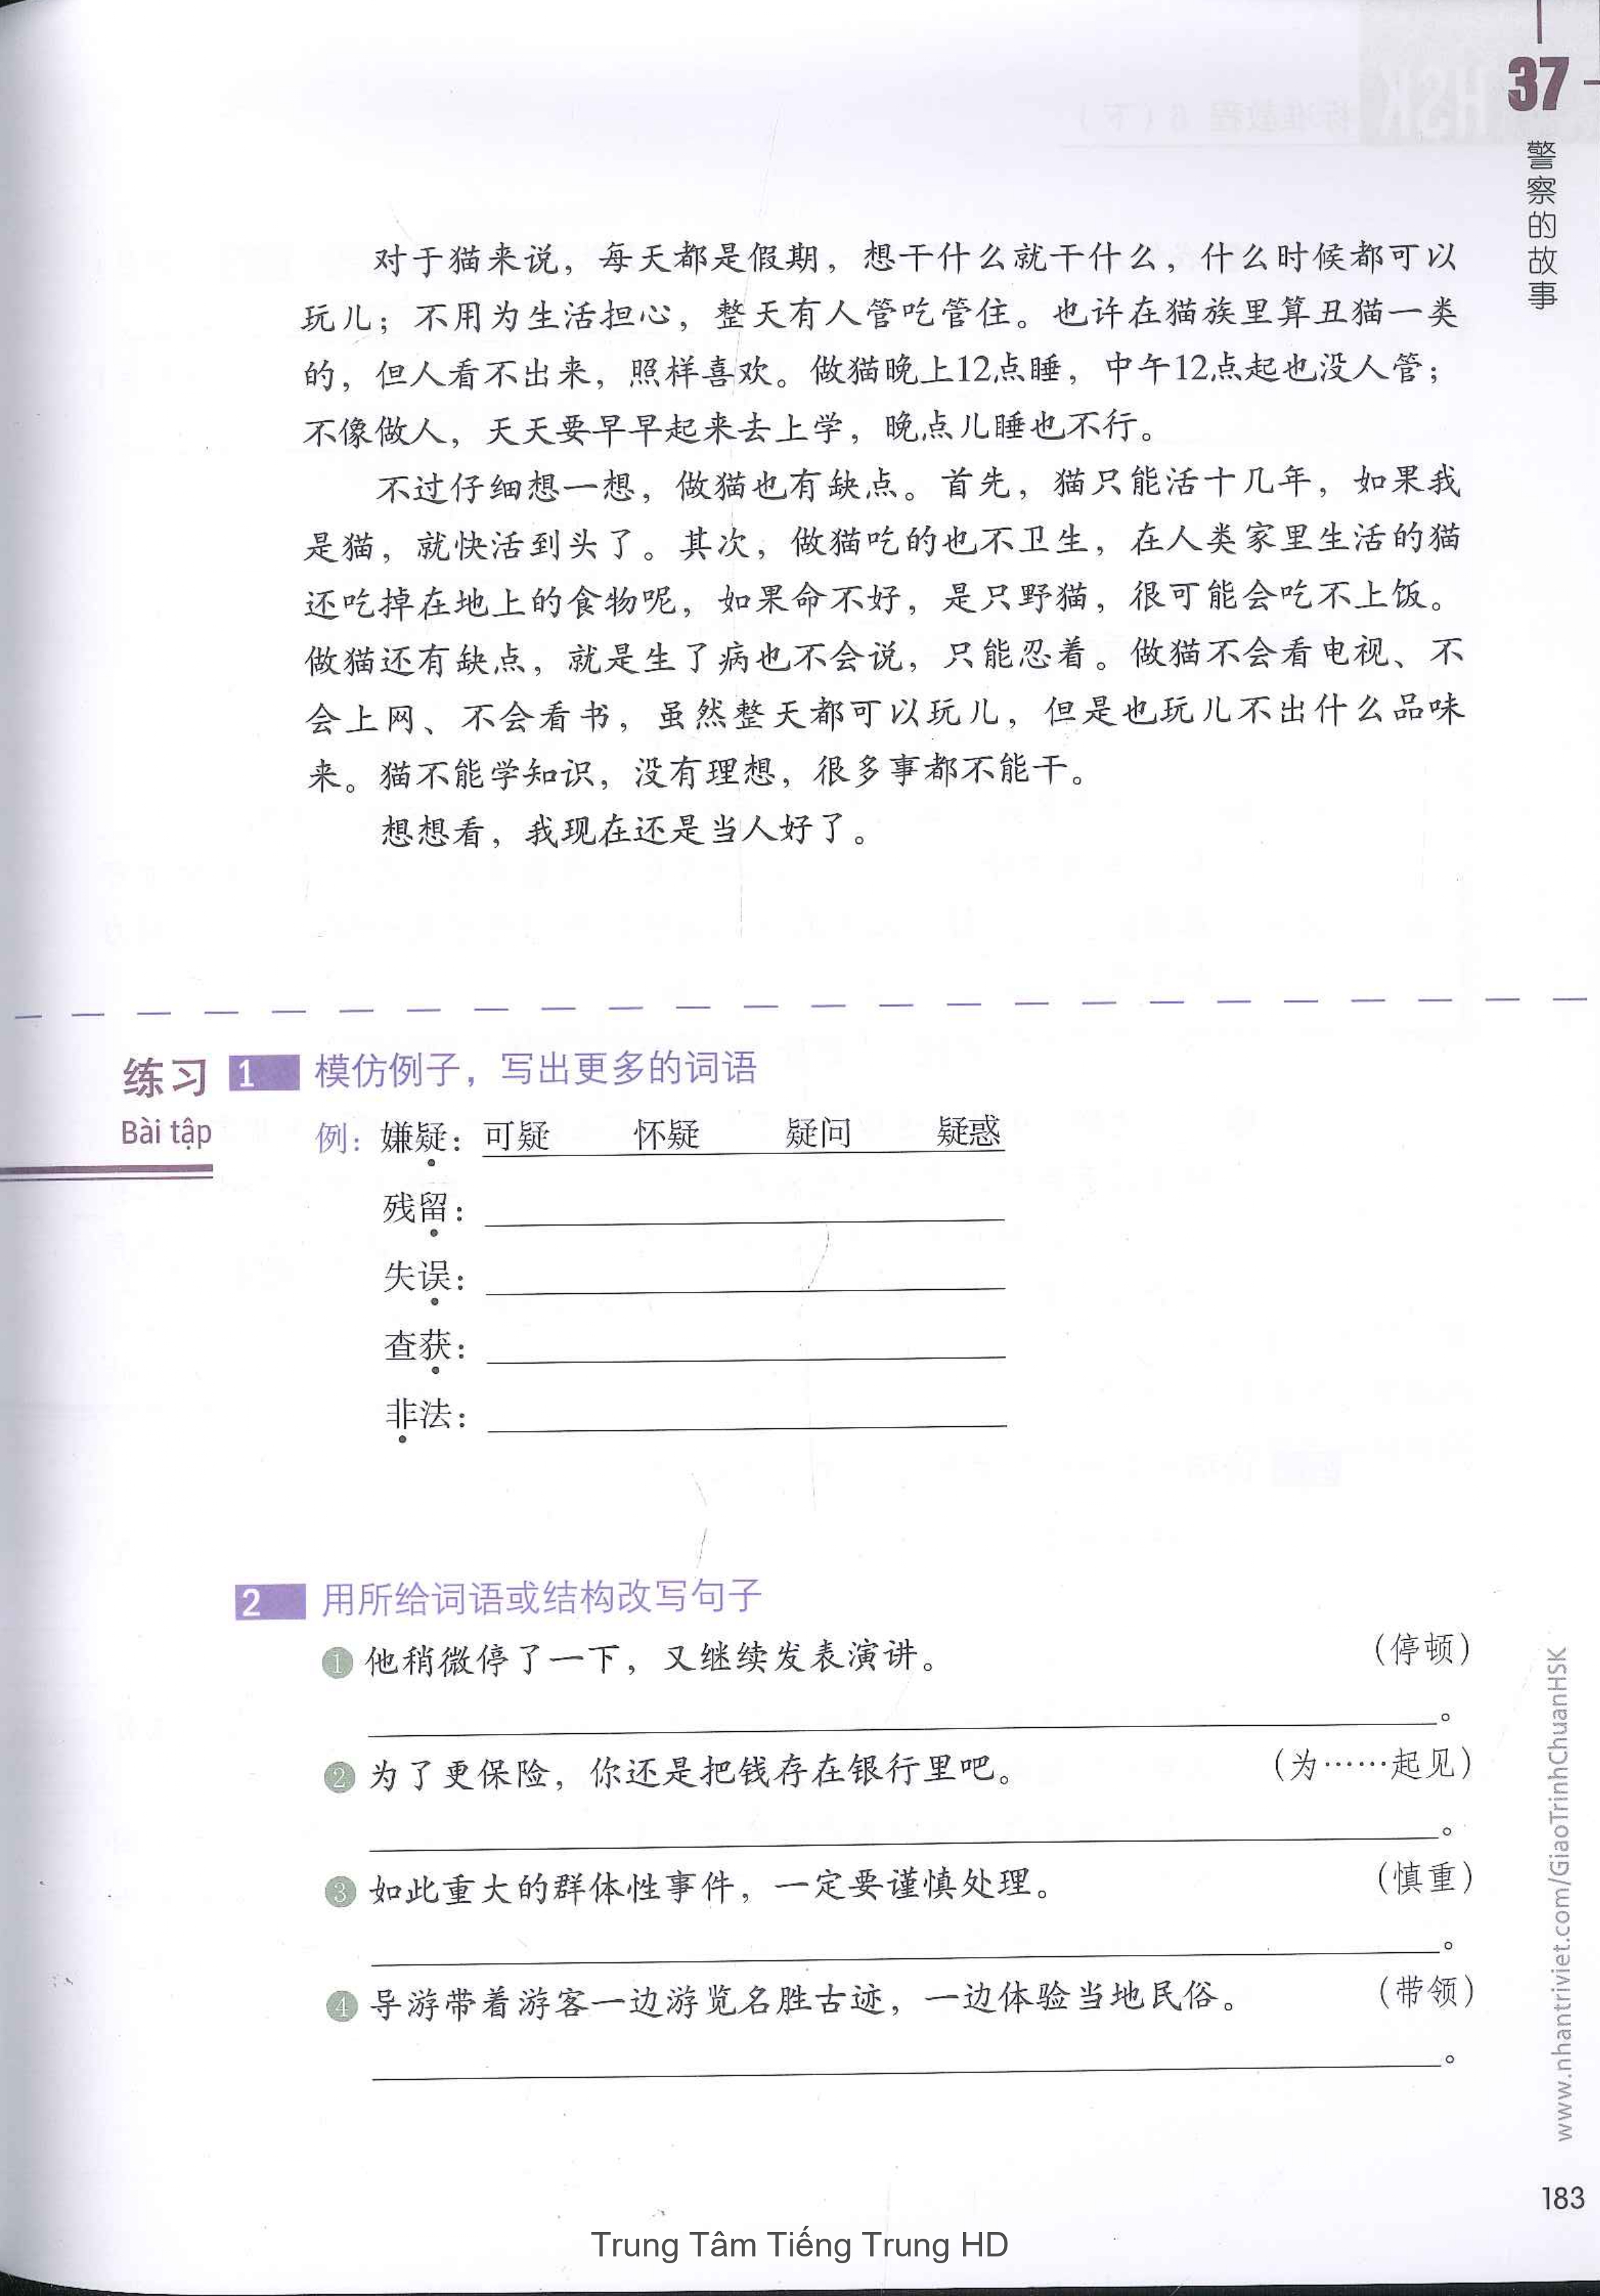 37
警察的故事
对于猫来说，每天都是假期，想干什么就干什么，什么时候都可以
玩儿；不用为生活担心，整天有人管吃管住。也许在猫族里算丑猫一类
的，但人看不出来，照样喜欢。做猫晚上12点睡，中午12点起也没人管；
不像做人，天天要早早起来去上学，晚点儿睡也不行。
不过仔细想一想，做猫也有缺点。首先，猫只能活十几年，如果我
是猫，就快活到头了。其次，做猫吃的也不卫生，在人类家里生活的猫
还吃掉在地上的食物呢，如果命不好，是只野猫，很可能会吃不上饭。
做猫还有缺点，就是生了病也不会说，只能忍着。做猫不会看电视、不
会上网、不会看书，虽然整天都可以玩儿，但是也玩儿不出什么品味
来。猫不能学知识，没有理想，很多事都不能干。
想想看，我现在还是当人好了。
练习
Bài tập
1 模仿例子，写出更多的词语
例：嫌疑：可疑 怀疑 疑问 疑惑
残留：
失误：
查获：
非法：
2 用所给词语或结构改写句子
1 他稍微停了一下，又继续发表演讲。 （停顿）
。
2 为了更保险，你还是把钱存在银行里吧。 （为……起见）
。
3 如此重大的群体性事件，一定要谨慎处理。 （慎重）
。
4 导游带着游客一边游览名胜古迹，一边体验当地民俗。 （带领）
。
www.nhantriviet.com/GiaoTrinhChuanHSK
183
Trung Tâm Tiếng Trung HD